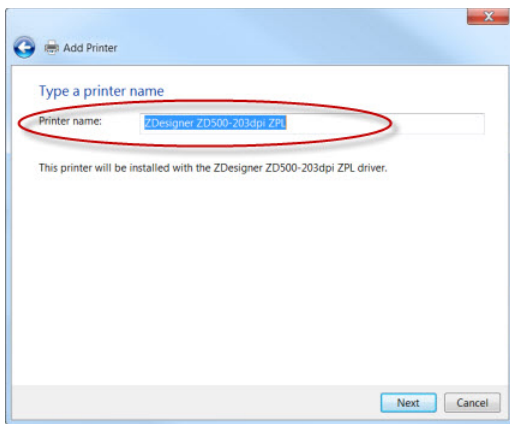 Add Printer
Type a printer name
Printer name: ZDesigner ZD500-203dpi ZPL
This printer will be installed with the ZDesigner ZD500-203dpi ZPL driver.
Next Cancel